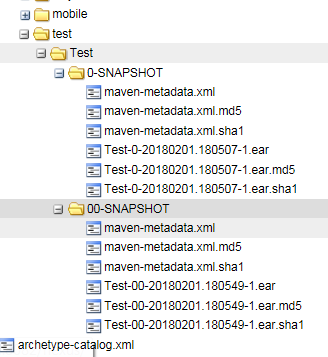 mobile
test
Test
0-SNAPSHOT
maven-metadata.xml
maven-metadata.xml.md5
maven-metadata.xml.sha1
Test-0-20180201.180507-1.ear
Test-0-20180201.180507-1.ear.md5
Test-0-20180201.180507-1.ear.sha1
00-SNAPSHOT
maven-metadata.xml
maven-metadata.xml.md5
maven-metadata.xml.sha1
Test-00-20180201.180549-1.ear
Test-00-20180201.180549-1.ear.md5
Test-00-20180201.180549-1.ear.sha1
archetype-catalog.xml